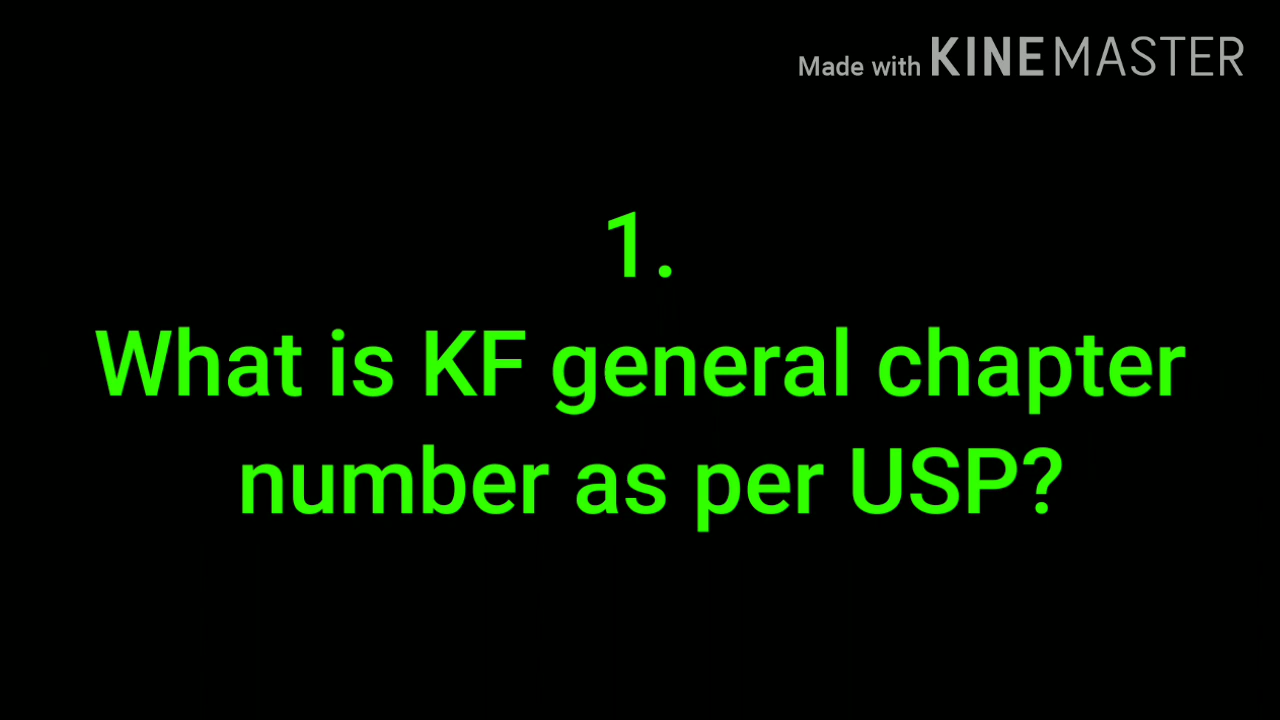 Made with KINEMASTER
1.
What is KF general chapter
number as per USP?